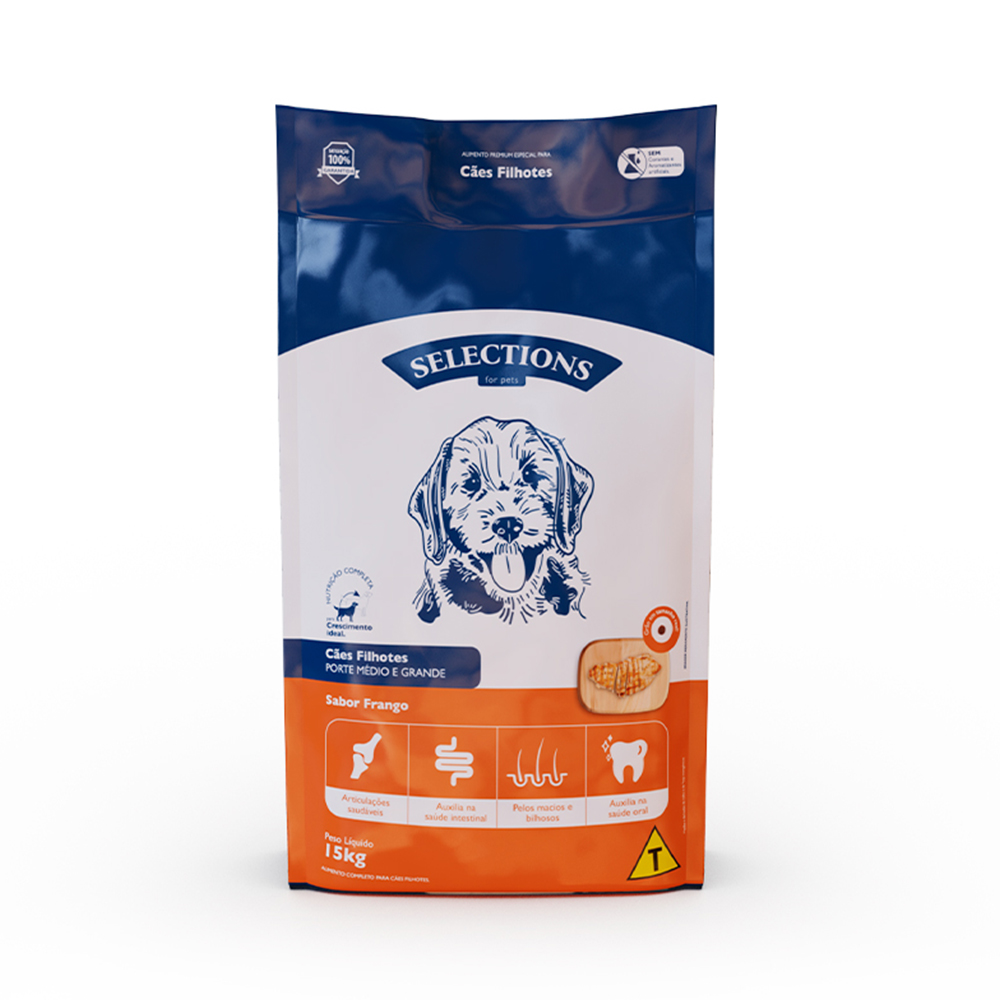 SATISFAÇÃO
100%
GARANTIDA
ALIMENTO PREMIUM ESPECIAL PARA
Cães Filhotes
SEM
Corantes e
Aromatizantes
artificiais
SELECTIONS
for pets
NUTRIÇÃO COMPLETA
para
Crescimento
ideal.
Cães Filhotes
PORTE MÉDIO E GRANDE
Sabor Frango
Articulações
saudáveis
Auxilia na
saúde intestinal
Pelos macios e
bilhosos
Auxilia na
saúde oral
Peso Líquido
15kg
ALIMENTO COMPLETO PARA CÃES FILHOTES.
T